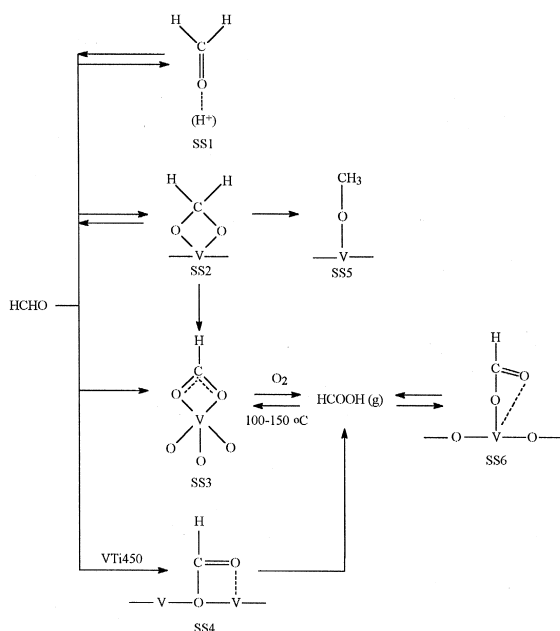 H H
C
O
(H⁺)
SS1
H H
C
O O
V
SS2
CH3
O
V
SS5
HCHO
H
C
O O
V
O O
O
SS3
O2
100-150 oC
HCOOH (g)
H
C O
O
O V O
SS6
VTi450
H
C O
V O V
SS4